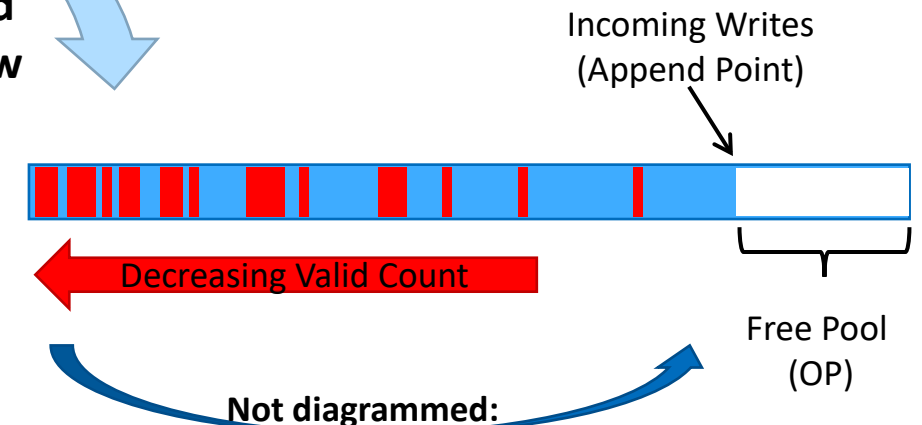 Incoming Writes
(Append Point)
Decreasing Valid Count
Free Pool
(OP)
Not diagrammed: